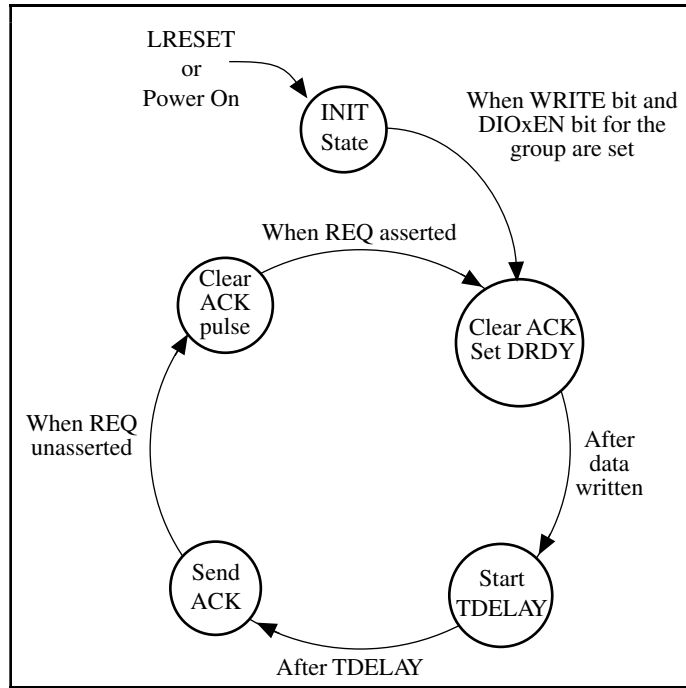 LRESET
or
Power On
INIT
State
When WRITE bit and
DIOxEN bit for the
group are set
When REQ asserted
Clear
ACK
pulse
Clear ACK
Set DRDY
When REQ
unasserted
After
data
written
Send
ACK
Start
TDELAY
After TDELAY